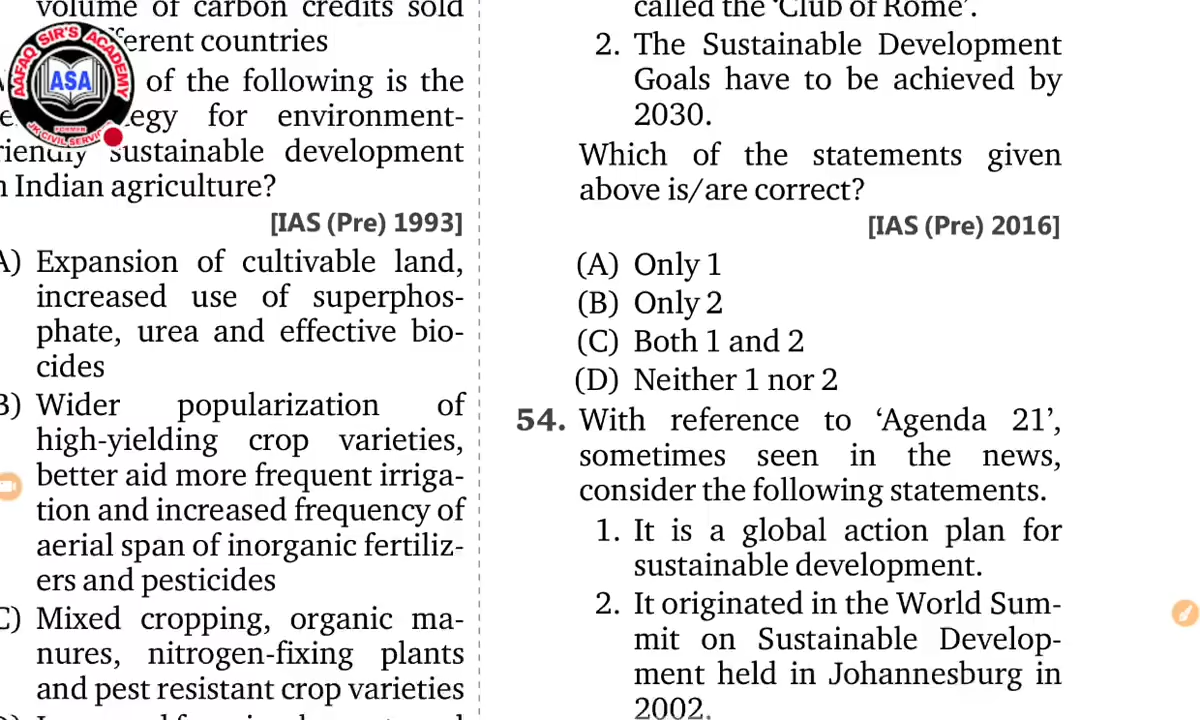 volume of carbon credits sold
erent countries
of the following is the
egy for environment-
sustainable development
Indian agriculture?
[IAS (Pre) 1993]
A) Expansion of cultivable land,
increased use of superphos-
phate, urea and effective bio-
cides
B) Wider popularization of
high-yielding crop varieties,
better aid more frequent irriga-
tion and increased frequency of
aerial span of inorganic fertiliz-
ers and pesticides
C) Mixed cropping, organic ma-
nures, nitrogen-fixing plants
and pest resistant crop varieties
AAFAQ SIR'S ACADEMY
ASA
FORMER
JK CIVIL SERVI
called the ‘Club of Rome’.
2. The Sustainable Development
Goals have to be achieved by
2030.
Which of the statements given
above is/are correct?
[IAS (Pre) 2016]
(A) Only 1
(B) Only 2
(C) Both 1 and 2
(D) Neither 1 nor 2
54. With reference to ‘Agenda 21’,
sometimes seen in the news,
consider the following statements.
1. It is a global action plan for
sustainable development.
2. It originated in the World Sum-
mit on Sustainable Develop-
ment held in Johannesburg in
2002.